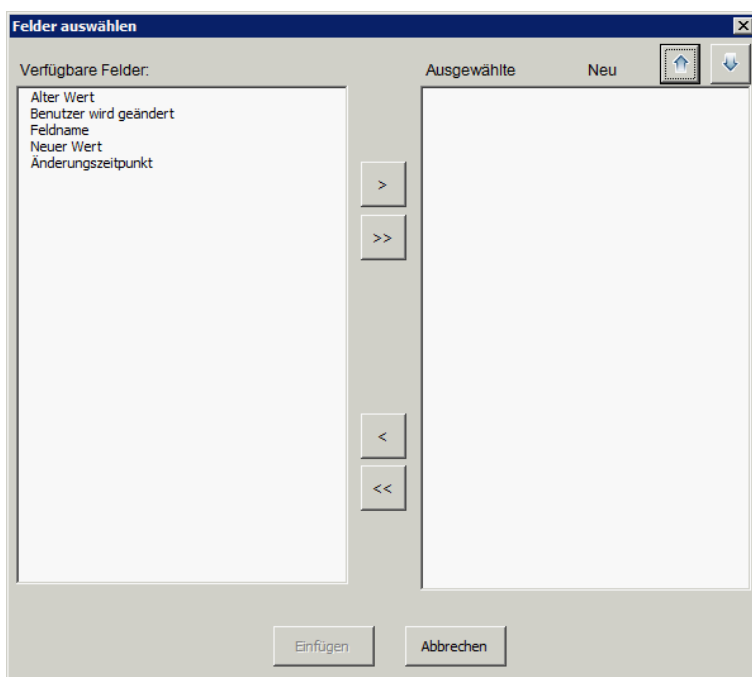 Felder auswählen
Verfügbare Felder:
Ausgewählte Neu
Alter Wert
Benutzer wird geändert
Feldname
Neuer Wert
Änderungszeitpunkt
>
>>
<
<<
Einfügen Abbrechen